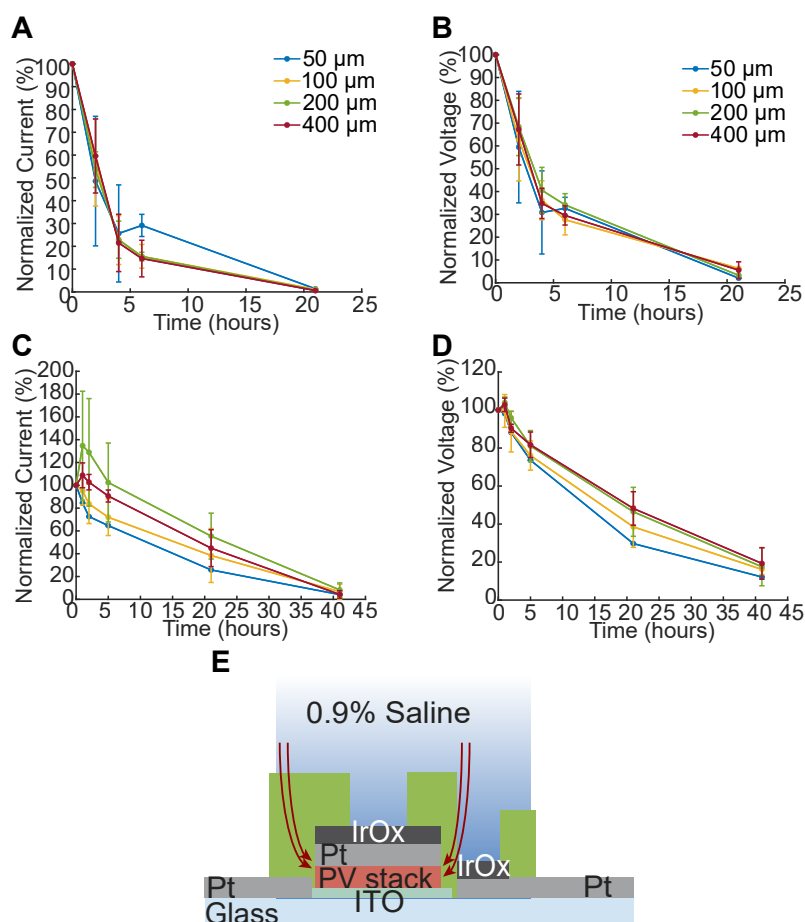 A
Normalized Current (%)
100
90
80
70
60
50
40
30
20
10
0
0 5 10 15 20 25
Time (hours)
50 µm
100 µm
200 µm
400 µm
B
Normalized Voltage (%)
100
90
80
70
60
50
40
30
20
10
0
0 5 10 15 20 25
Time (hours)
50 µm
100 µm
200 µm
400 µm
C
Normalized Current (%)
200
180
160
140
120
100
80
60
40
20
0
0 5 10 15 20 25 30 35 40 45
Time (hours)
D
Normalized Voltage (%)
120
100
80
60
40
20
0
0 5 10 15 20 25 30 35 40 45
Time (hours)
E
0.9% Saline
IrOx
Pt
PV stack
IrOx
Pt
ITO
Pt
Glass